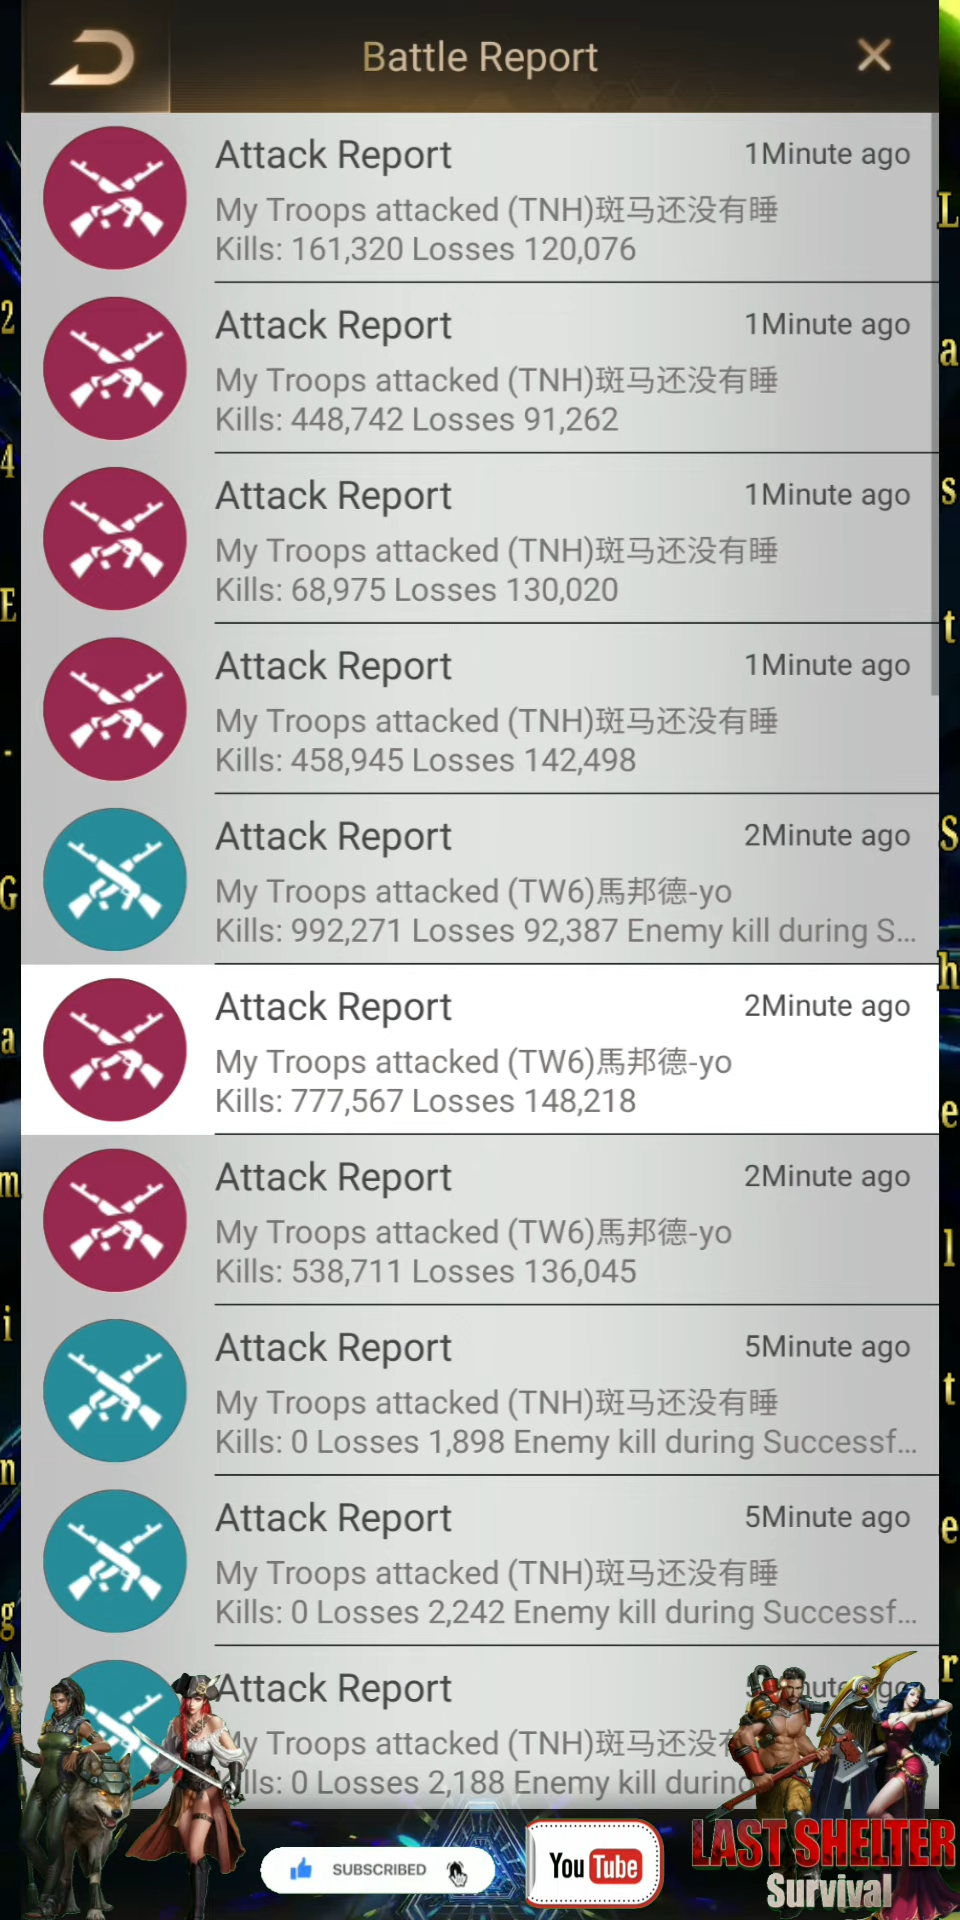 Battle Report
Attack Report 1Minute ago
My Troops attacked (TNH)斑马还没有睡
Kills: 161,320 Losses 120,076
Attack Report 1Minute ago
My Troops attacked (TNH)斑马还没有睡
Kills: 448,742 Losses 91,262
Attack Report 1Minute ago
My Troops attacked (TNH)斑马还没有睡
Kills: 68,975 Losses 130,020
Attack Report 1Minute ago
My Troops attacked (TNH)斑马还没有睡
Kills: 458,945 Losses 142,498
Attack Report 2Minute ago
My Troops attacked (TW6)馬邦德-yo
Kills: 992,271 Losses 92,387 Enemy kill during S...
Attack Report 2Minute ago
My Troops attacked (TW6)馬邦德-yo
Kills: 777,567 Losses 148,218
Attack Report 2Minute ago
My Troops attacked (TW6)馬邦德-yo
Kills: 538,711 Losses 136,045
Attack Report 5Minute ago
My Troops attacked (TNH)斑马还没有睡
Kills: 0 Losses 1,898 Enemy kill during Successf...
Attack Report 5Minute ago
My Troops attacked (TNH)斑马还没有睡
Kills: 0 Losses 2,242 Enemy kill during Successf...
Attack Report
Troops attacked (TNH)斑马还没
0 Losses 2,188 Enemy kill during
24E-Gaming
Last Shelter
SUBSCRIBED
YouTube
LAST SHELTER
Survival